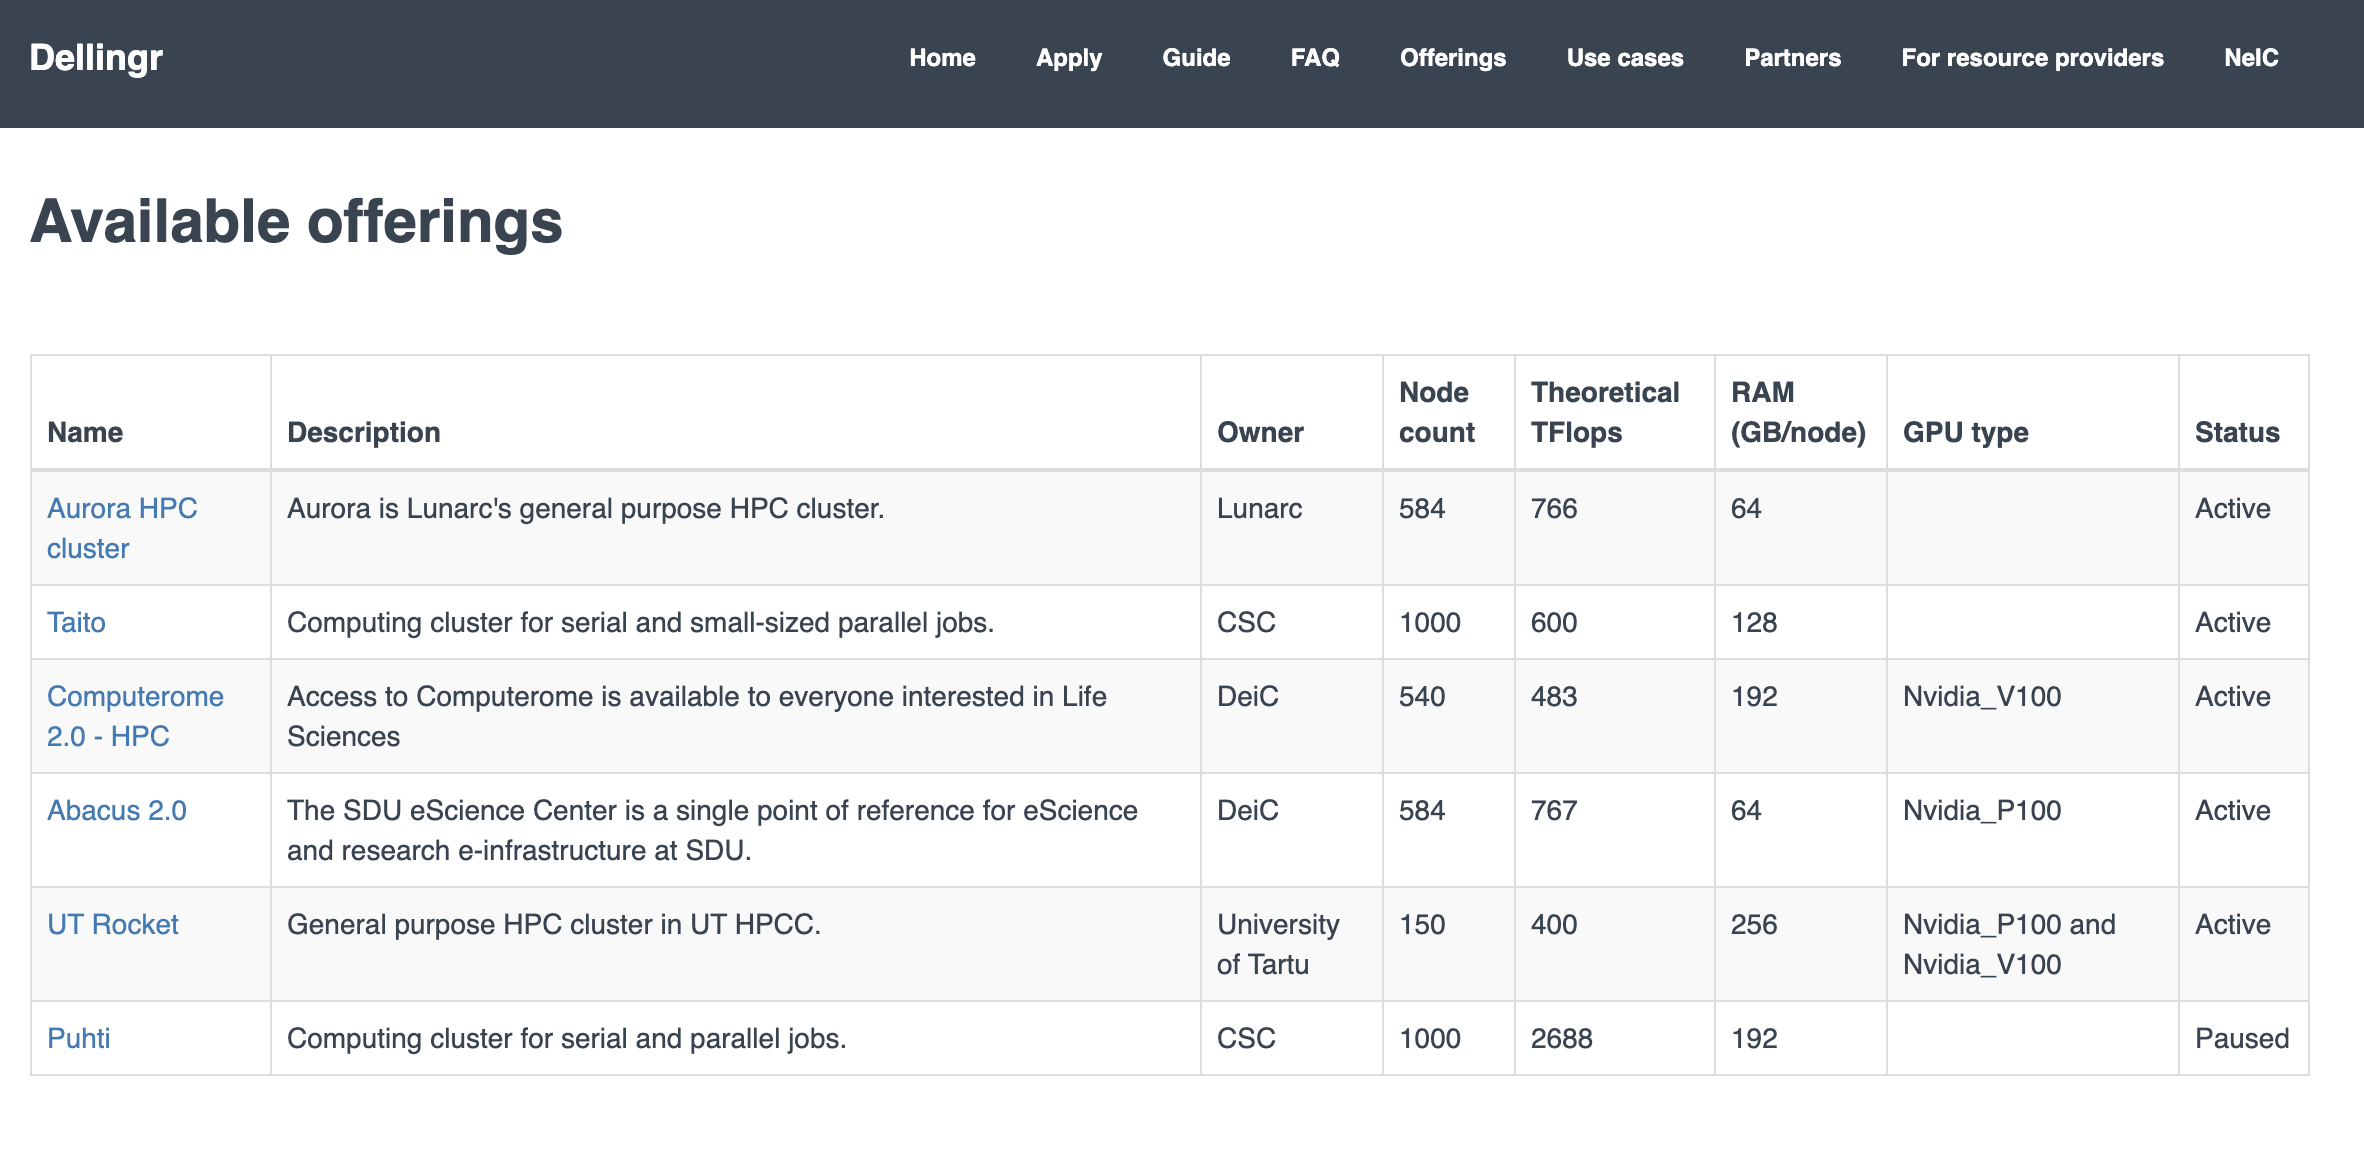 Dellingr
Home Apply Guide FAQ Offerings Use cases Partners For resource providers NeIC
Available offerings
Name Description Owner Node count Theoretical TFlops RAM (GB/node) GPU type Status
Aurora HPC cluster Aurora is Lunarc's general purpose HPC cluster. Lunarc 584 766 64 Active
Taito Computing cluster for serial and small-sized parallel jobs. CSC 1000 600 128 Active
Computerome 2.0 - HPC Access to Computerome is available to everyone interested in Life Sciences DeiC 540 483 192 Nvidia_V100 Active
Abacus 2.0 The SDU eScience Center is a single point of reference for eScience and research e-infrastructure at SDU. DeiC 584 767 64 Nvidia_P100 Active
UT Rocket General purpose HPC cluster in UT HPCC. University of Tartu 150 400 256 Nvidia_P100 and Nvidia_V100 Active
Puhti Computing cluster for serial and parallel jobs. CSC 1000 2688 192 Paused